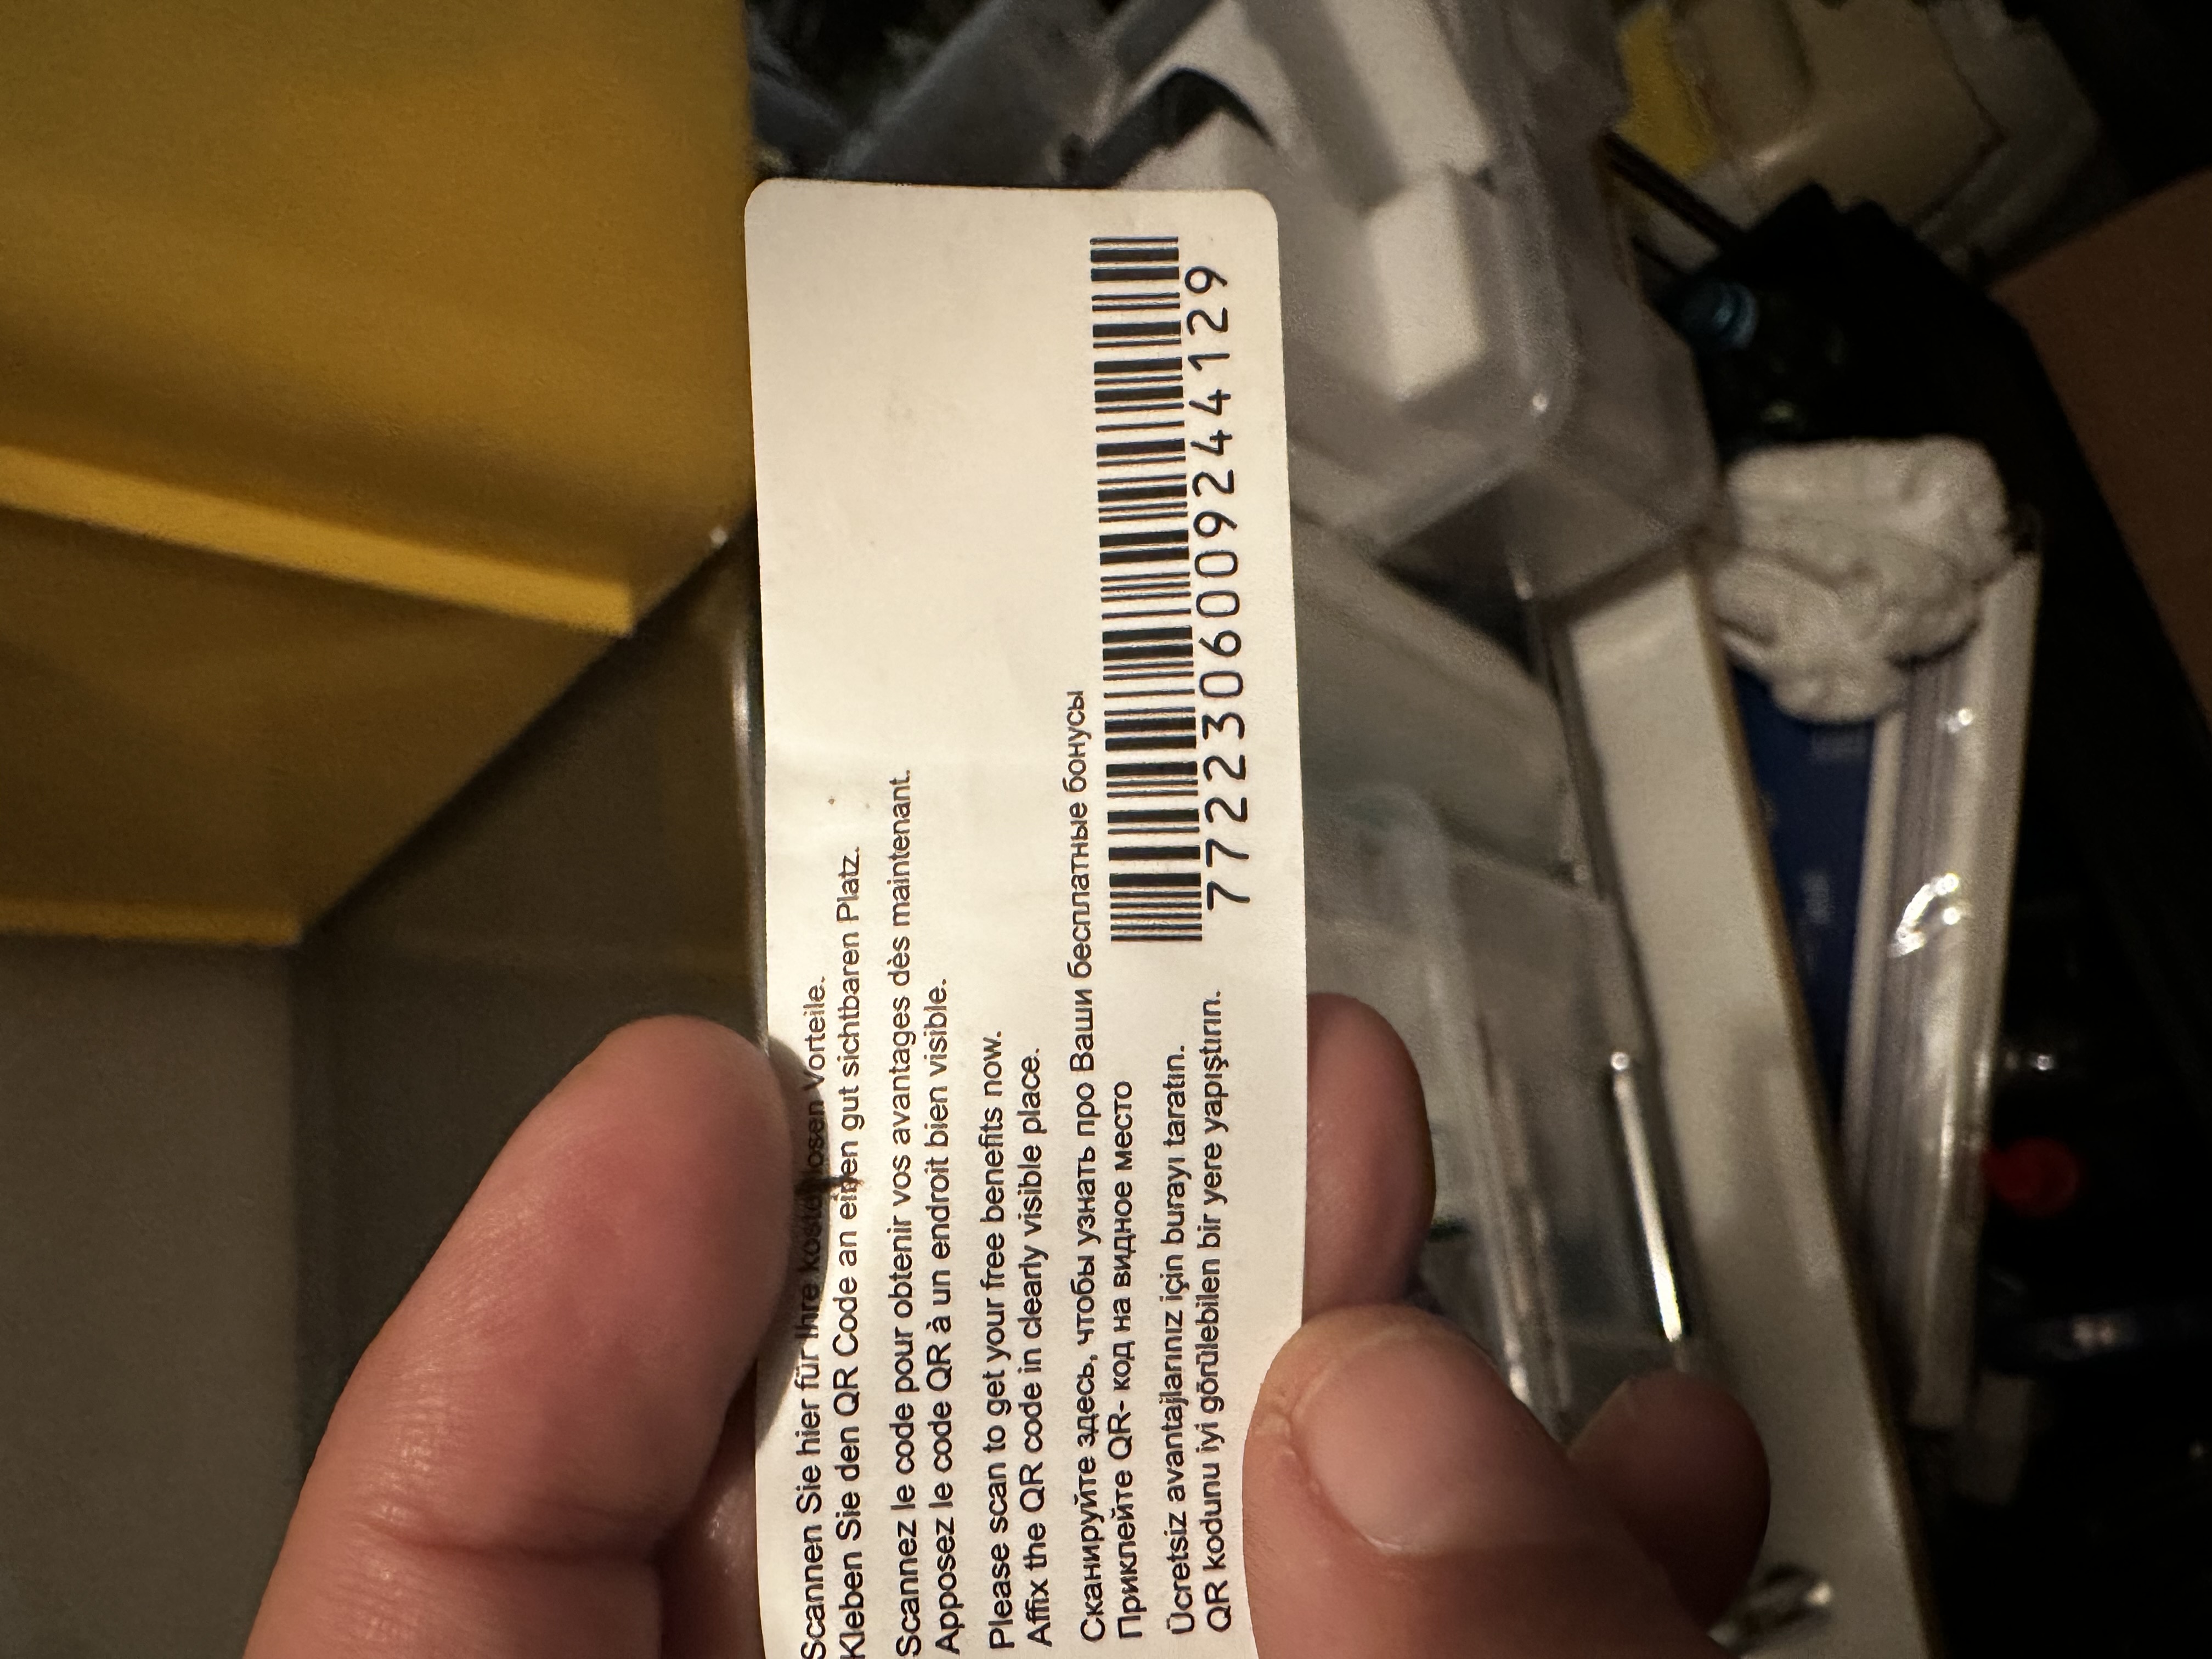 Scannen Sie hier für Ihre kostenlosen Vorteile.
Kleben Sie den QR Code an einen gut sichtbaren Platz.
Scannez le code pour obtenir vos avantages dès maintenant.
Apposez le code QR à un endroit bien visible.
Please scan to get your free benefits now.
Affix the QR code in clearly visible place.
Сканируйте здесь, чтобы узнать про Ваши бесплатные бонусы
Приклейте QR- код на видное место
Ücretsiz avantajlarınız için burayı taratın.
QR kodunu iyi görülebilen bir yere yapıştırın.
7722306009244129